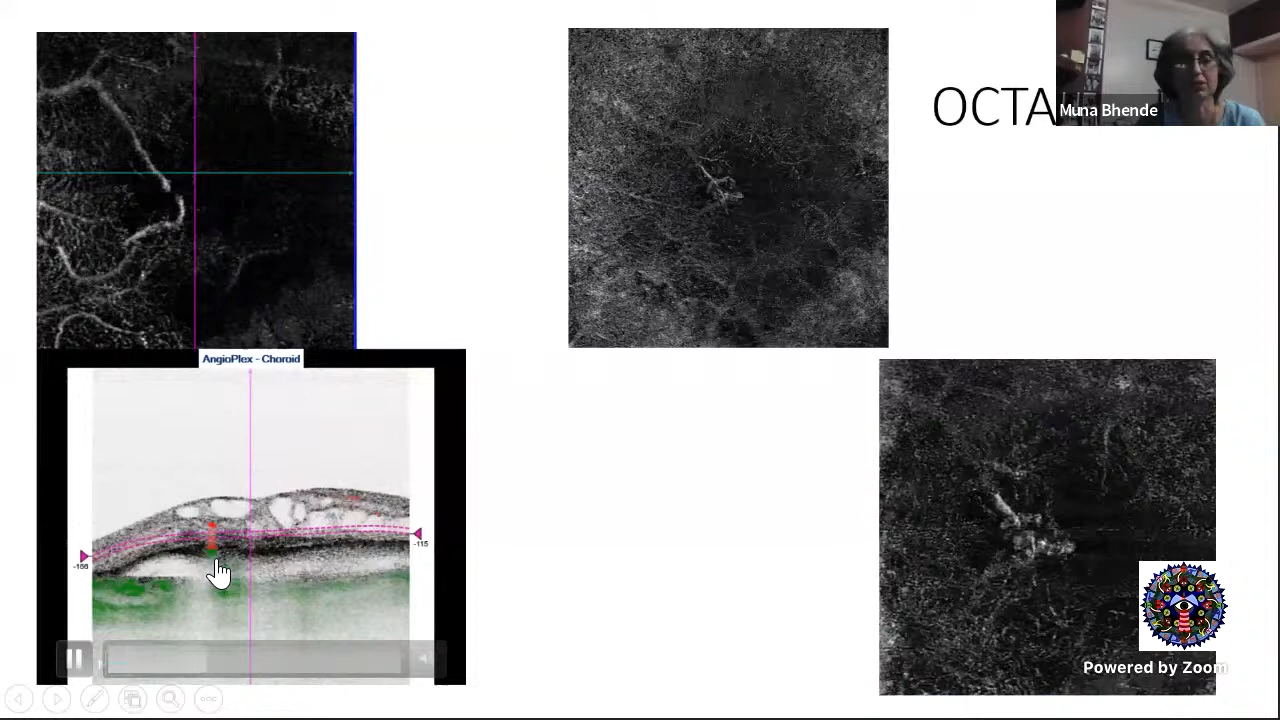 OCTA
Muna Bhende
AngioPlex - Choroid
-166
-115
Powered by Zoom